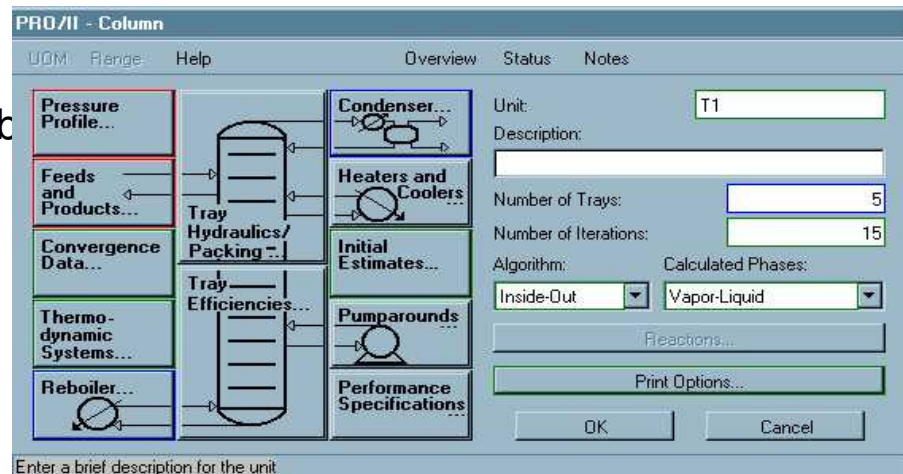 PRO/II - Column
UOM Range Help Overview Status Notes
b
Pressure
Profile...
Feeds
and
Products...
Convergence
Data...
Thermo-
dynamic
Systems...
Reboiler...
Tray
Hydraulics/
Packing ...
Tray
Efficiencies...
Condenser...
Heaters and
Coolers
...
Initial
Estimates...
Pumparounds
...
Performance
Specifications
...
Unit: T1
Description:
Number of Trays: 5
Number of Iterations: 15
Algorithm: Calculated Phases:
Inside-Out Vapor-Liquid
Reactions...
Print Options...
OK Cancel
Enter a brief description for the unit